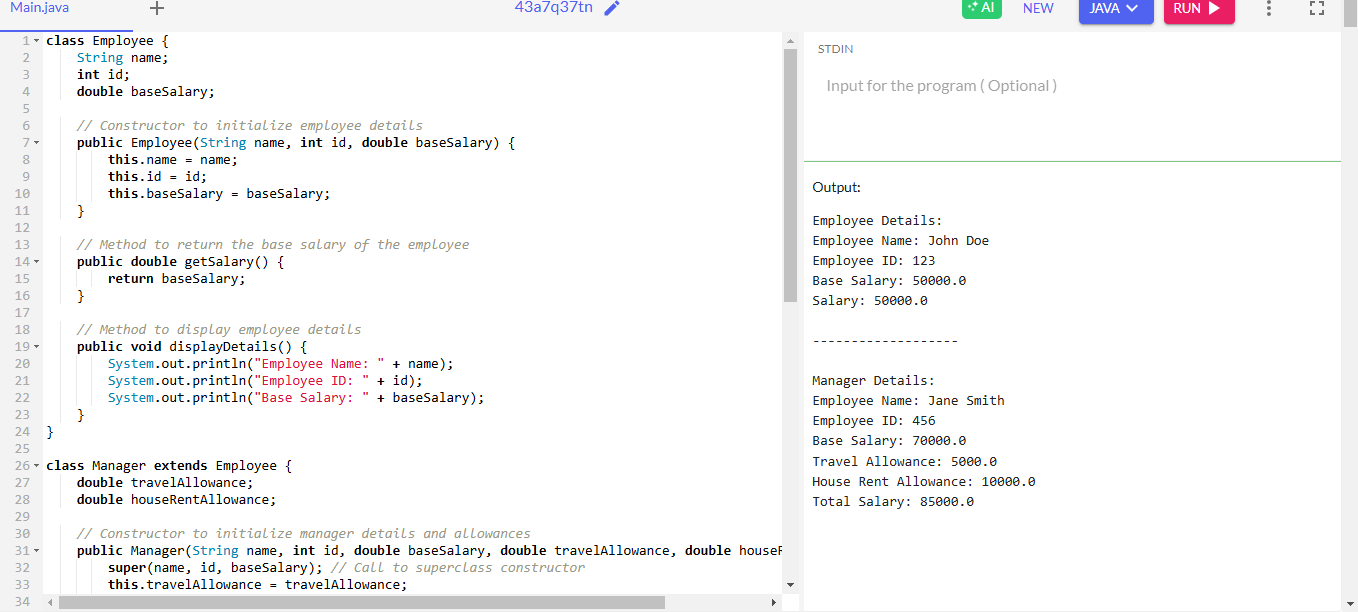 Main.java
43a7q37tn
AI
NEW
JAVA
RUN
1 class Employee {
2     String name;
3     int id;
4     double baseSalary;
5
6     // Constructor to initialize employee details
7     public Employee(String name, int id, double baseSalary) {
8         this.name = name;
9         this.id = id;
10         this.baseSalary = baseSalary;
11     }
12
13     // Method to return the base salary of the employee
14     public double getSalary() {
15         return baseSalary;
16     }
17
18     // Method to display employee details
19     public void displayDetails() {
20         System.out.println("Employee Name: " + name);
21         System.out.println("Employee ID: " + id);
22         System.out.println("Base Salary: " + baseSalary);
23     }
24 }
25
26 class Manager extends Employee {
27     double travelAllowance;
28     double houseRentAllowance;
29
30     // Constructor to initialize manager details and allowances
31     public Manager(String name, int id, double baseSalary, double travelAllowance, double house
32         super(name, id, baseSalary); // Call to superclass constructor
33         this.travelAllowance = travelAllowance;
34
STDIN
Input for the program ( Optional )
Output:
Employee Details:
Employee Name: John Doe
Employee ID: 123
Base Salary: 50000.0
Salary: 50000.0
-------------------
Manager Details:
Employee Name: Jane Smith
Employee ID: 456
Base Salary: 70000.0
Travel Allowance: 5000.0
House Rent Allowance: 10000.0
Total Salary: 85000.0